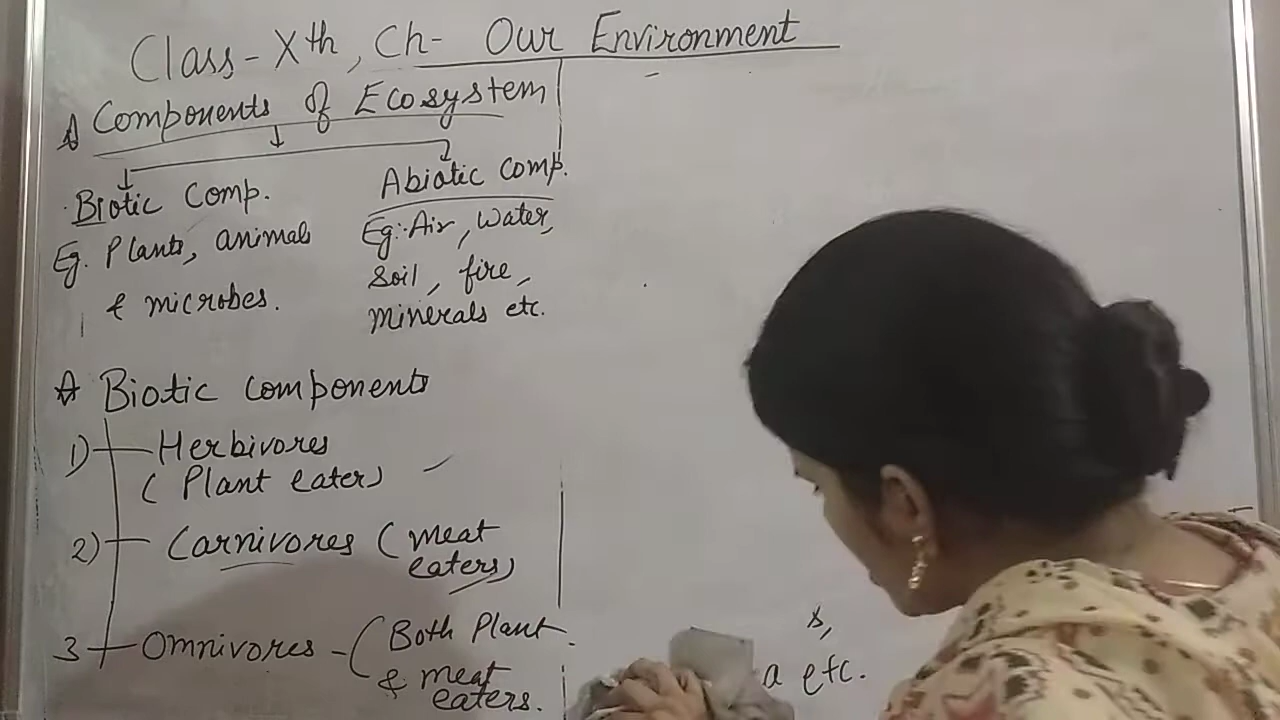 Class-Xth, Ch- Our Environment
Components of Ecosystem
Biotic Comp.
Eg. Plants, animals
& microbes.
Abiotic Comp.
Eg:-Air, Water,
Soil, fire,
minerals etc.
Biotic Components
1) Herbivores
(Plant eater)
2) Carnivores (meat
eaters)
3 Omnivores - (Both Plant
& meat
eaters.
s,
a etc.